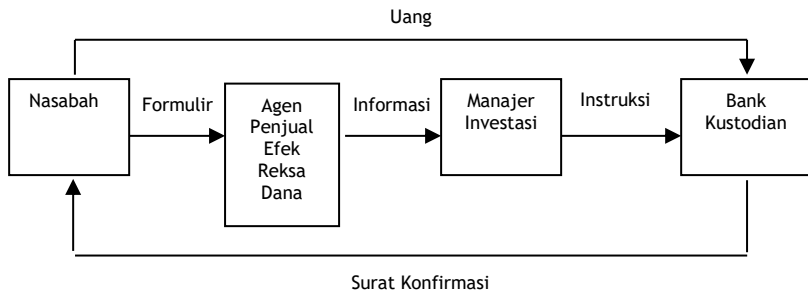 Uang
Nasabah
Formulir
Agen
Penjual
Efek
Reksa
Dana
Informasi
Manajer
Investasi
Instruksi
Bank
Kustodian
Surat Konfirmasi